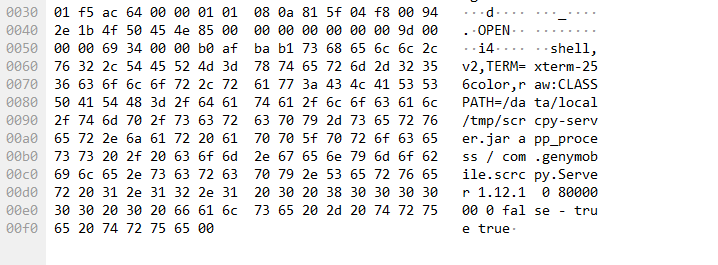 0030 01 f5 ac 64 00 00 01 01 08 0a 81 5f 04 f8 00 94 ···d···· ···_····
0040 2e 1b 4f 50 45 4e 85 00 00 00 00 00 00 00 9d 00 .·OPEN·· ········
0050 00 00 69 34 00 00 b0 af ba b1 73 68 65 6c 6c 2c ··i4···· ··shell,
0060 76 32 2c 54 45 52 4d 3d 78 74 65 72 6d 2d 32 35 v2,TERM= xterm-25
0070 36 63 6f 6c 6f 72 2c 72 61 77 3a 43 4c 41 53 53 6color,r aw:CLASS
0080 50 41 54 48 3d 2f 64 61 74 61 2f 6c 6f 63 61 6c PATH=/da ta/local
0090 2f 74 6d 70 2f 73 63 72 63 70 79 2d 73 65 72 76 /tmp/scr cpy-serv
00a0 65 72 2e 6a 61 72 20 61 70 70 5f 70 72 6f 63 65 er.jar a pp_proce
00b0 73 73 20 2f 20 63 6f 6d 2e 67 65 6e 79 6d 6f 62 ss / com .genymob
00c0 69 6c 65 2e 73 63 72 63 70 79 2e 53 65 72 76 65 ile.scrc py.Serve
00d0 72 20 31 2e 31 32 2e 31 20 30 20 38 30 30 30 30 r 1.12.1 0 80000
00e0 30 30 20 30 20 66 61 6c 73 65 20 2d 20 74 72 75 00 0 fal se - tru
00f0 65 20 74 72 75 65 00 e true·